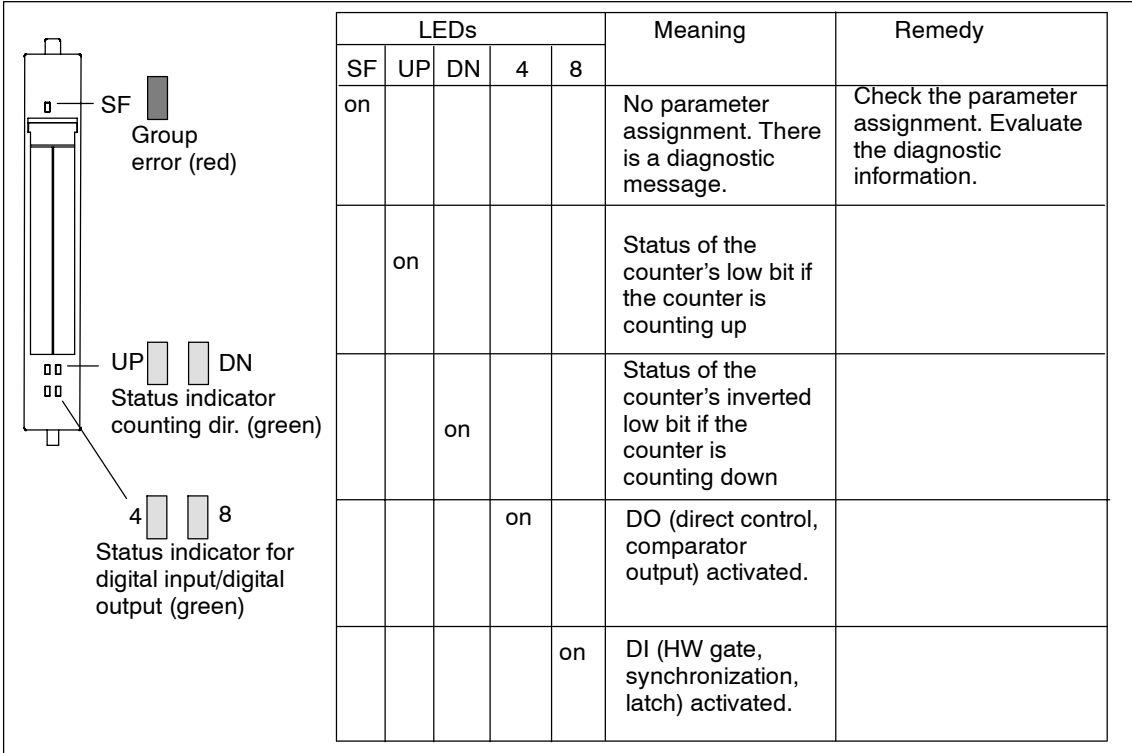 SF
Group
error (red)
UP DN
Status indicator
counting dir. (green)
4 8
Status indicator for
digital input/digital
output (green)
LEDs Meaning Remedy
SF UP DN 4 8
on
No parameter
assignment. There
is a diagnostic
message.
Check the parameter
assignment. Evaluate
the diagnostic
information.
on
Status of the
counter’s low bit if
the counter is
counting up
on
Status of the
counter’s inverted
low bit if the
counter is
counting down
on
DO (direct control,
comparator
output) activated.
on
DI (HW gate,
synchronization,
latch) activated.